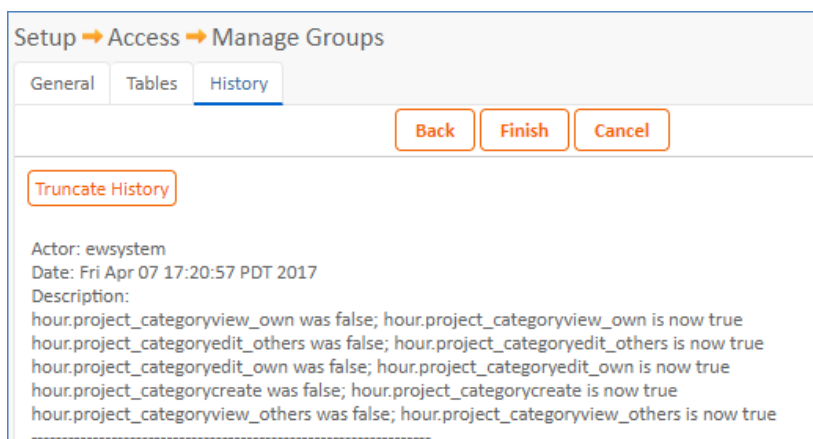 Setup ➡ Access ➡ Manage Groups
General Tables History
Back Finish Cancel
Truncate History
Actor: ewsystem
Date: Fri Apr 07 17:20:57 PDT 2017
Description:
hour.project_categoryview_own was false; hour.project_categoryview_own is now true
hour.project_categoryedit_others was false; hour.project_categoryedit_others is now true
hour.project_categoryedit_own was false; hour.project_categoryedit_own is now true
hour.project_categorycreate was false; hour.project_categorycreate is now true
hour.project_categoryview_others was false; hour.project_categoryview_others is now true